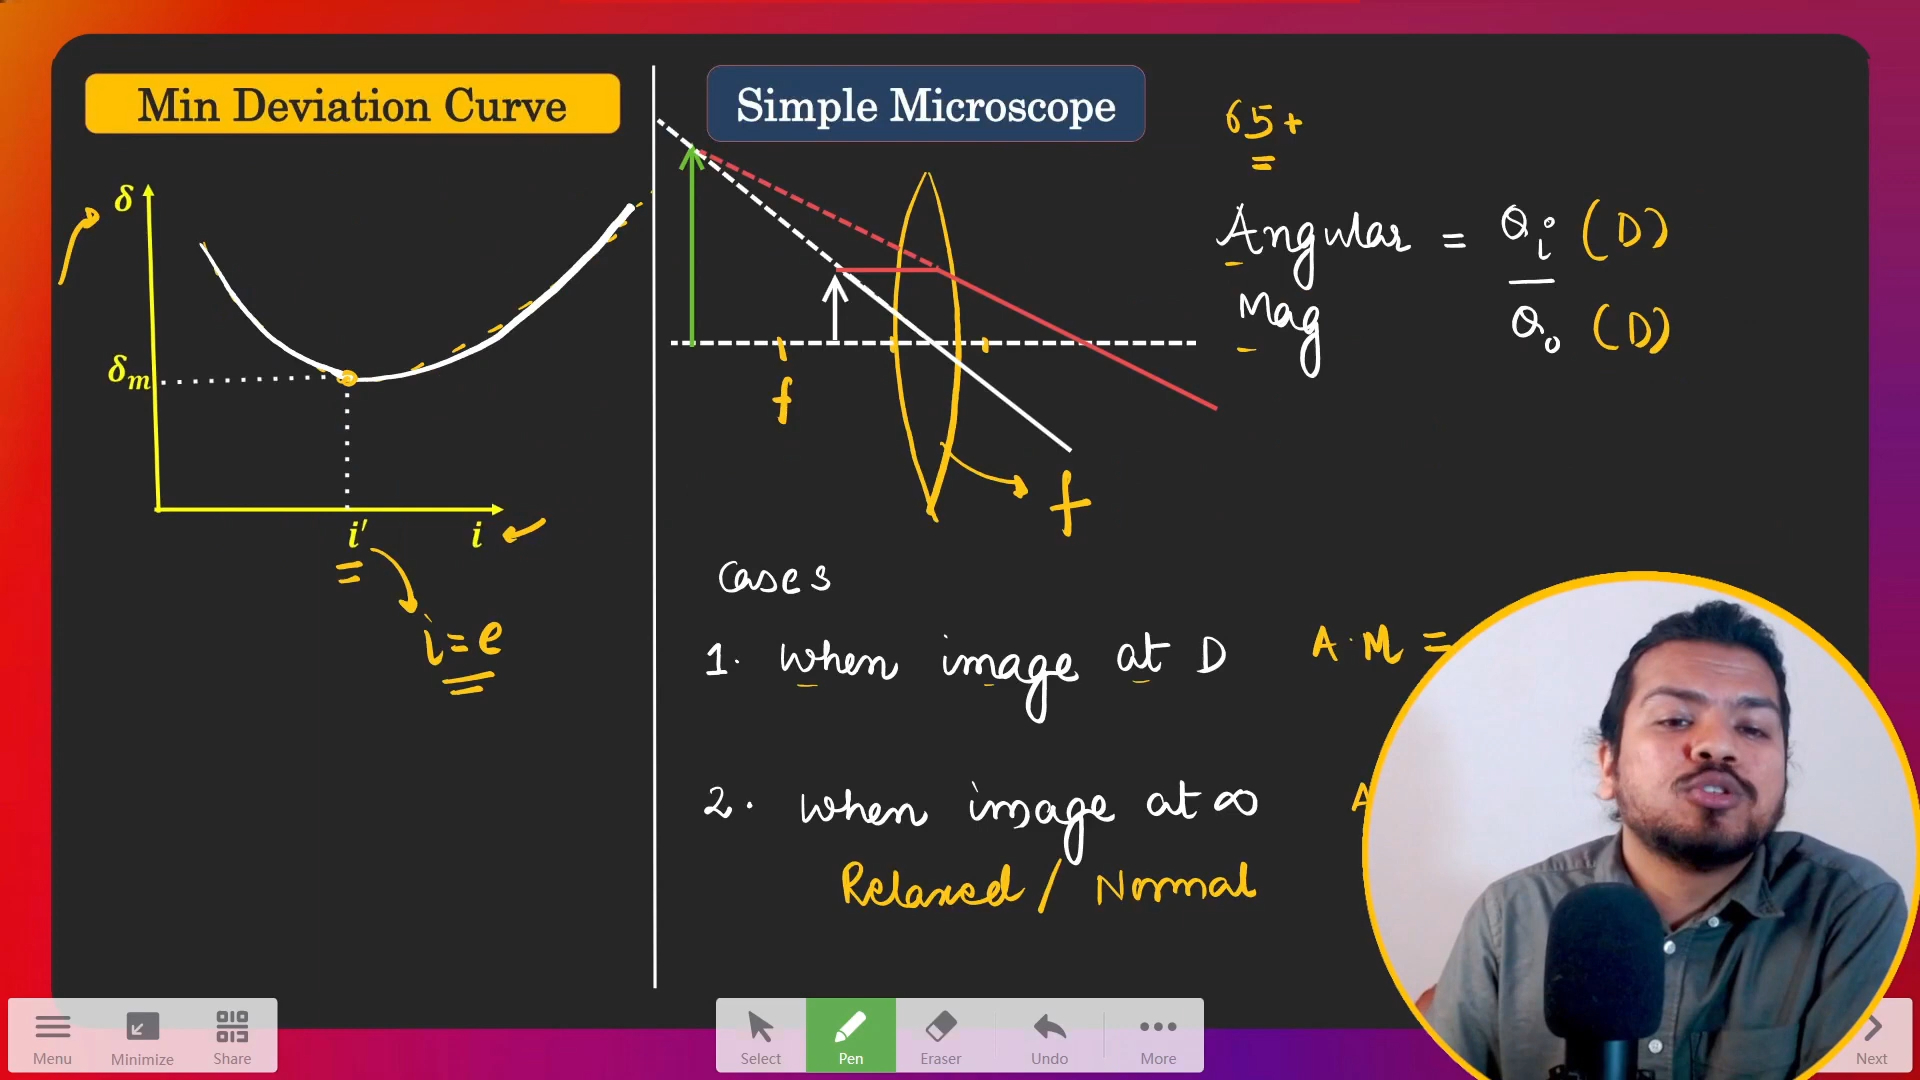 Min Deviation Curve
δ
δm
i'
i
i = e
Simple Microscope
f
f
65+
Angular = θi (D)
Mag θo (D)
Cases
1. When image at D A.M =
2. When image at ∞ A
Relaxed / Normal
Menu
Minimize
Share
Select
Pen
Eraser
Undo
More
Next